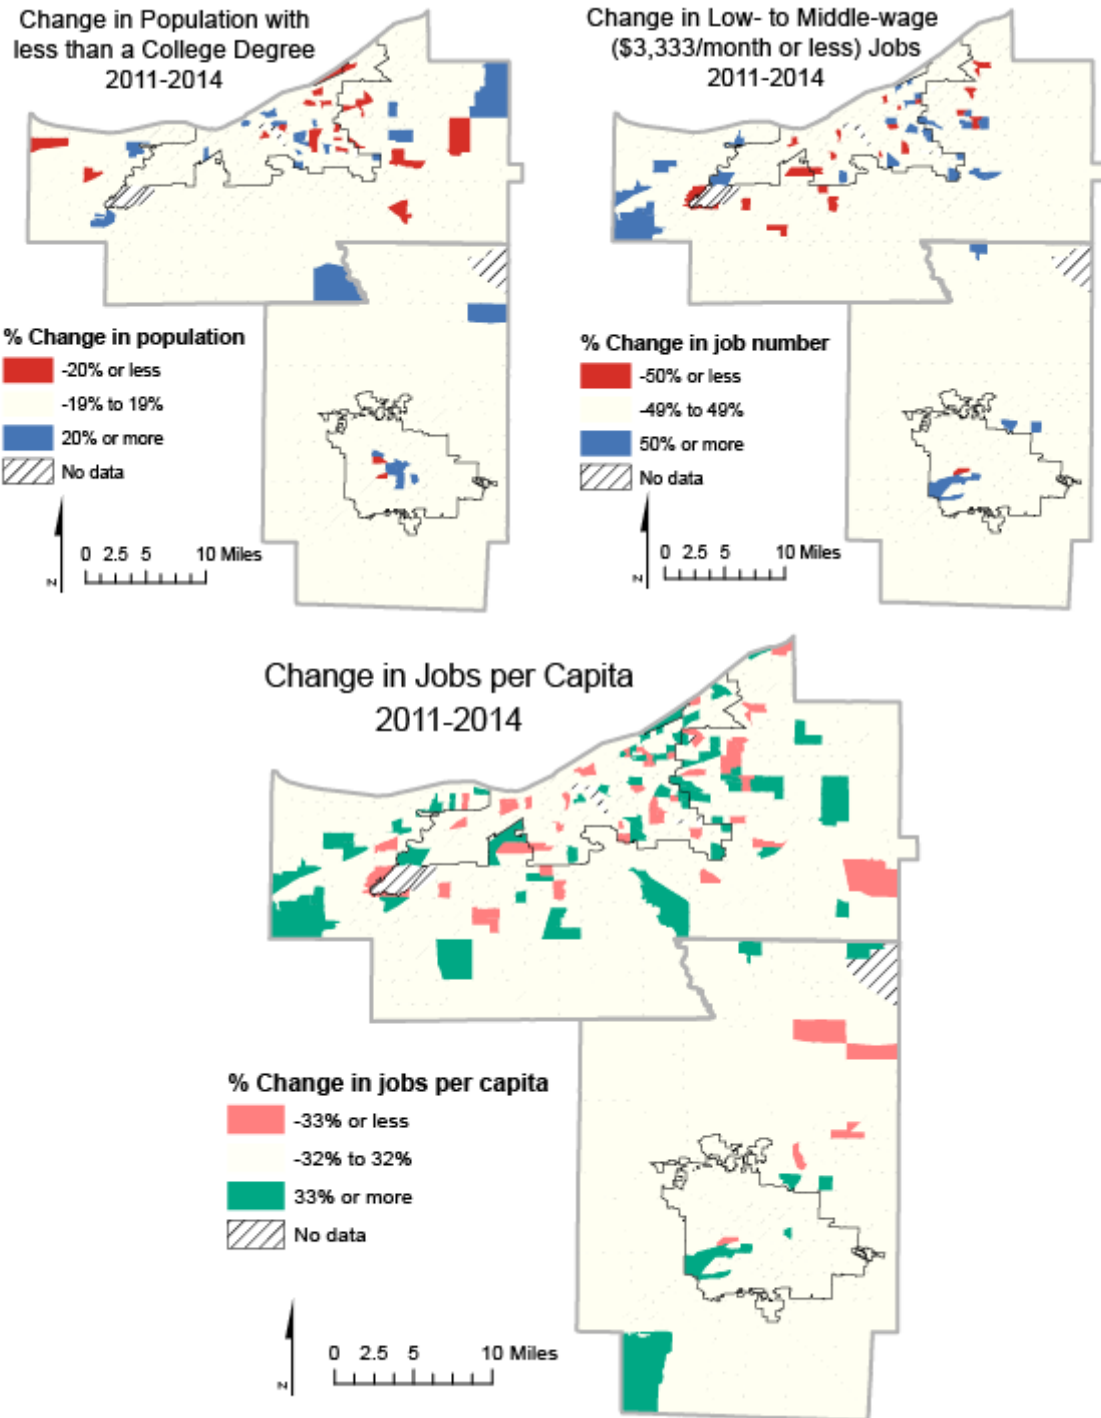 Change in Population with
less than a College Degree
2011-2014
% Change in population
-20% or less
-19% to 19%
20% or more
No data
N
0 2.5 5 10 Miles
Change in Low- to Middle-wage
($3,333/month or less) Jobs
2011-2014
% Change in job number
-50% or less
-49% to 49%
50% or more
No data
N
0 2.5 5 10 Miles
Change in Jobs per Capita
2011-2014
% Change in jobs per capita
-33% or less
-32% to 32%
33% or more
No data
N
0 2.5 5 10 Miles